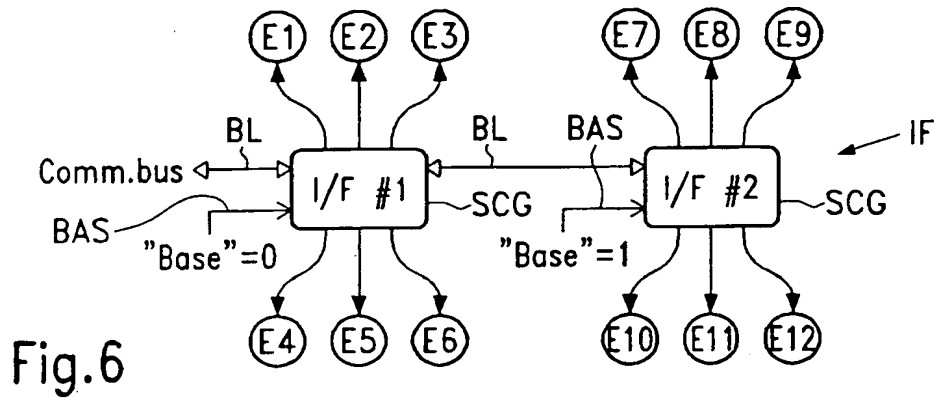 E1 E2 E3 E7 E8 E9
BL BL BAS IF
Comm.bus I/F #1 SCG I/F #2 SCG
BAS "Base"=0 "Base"=1
E4 E5 E6 E10 E11 E12
Fig.6